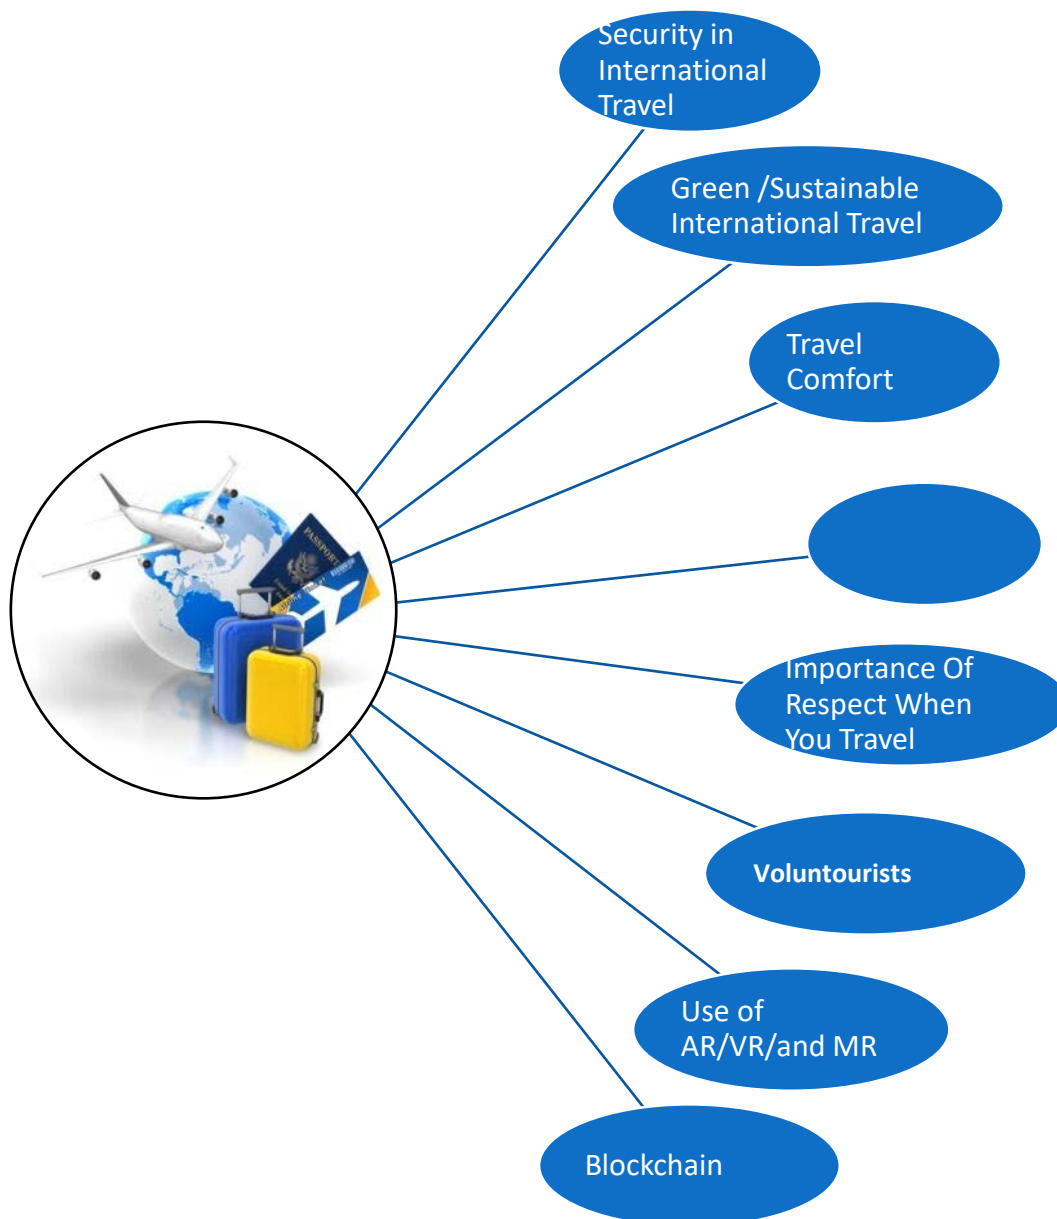 Security in
International
Travel
Green /Sustainable
International Travel
Travel
Comfort
PASSPORT
Importance Of
Respect When
You Travel
Voluntourists
Use of
AR/VR/and MR
Blockchain